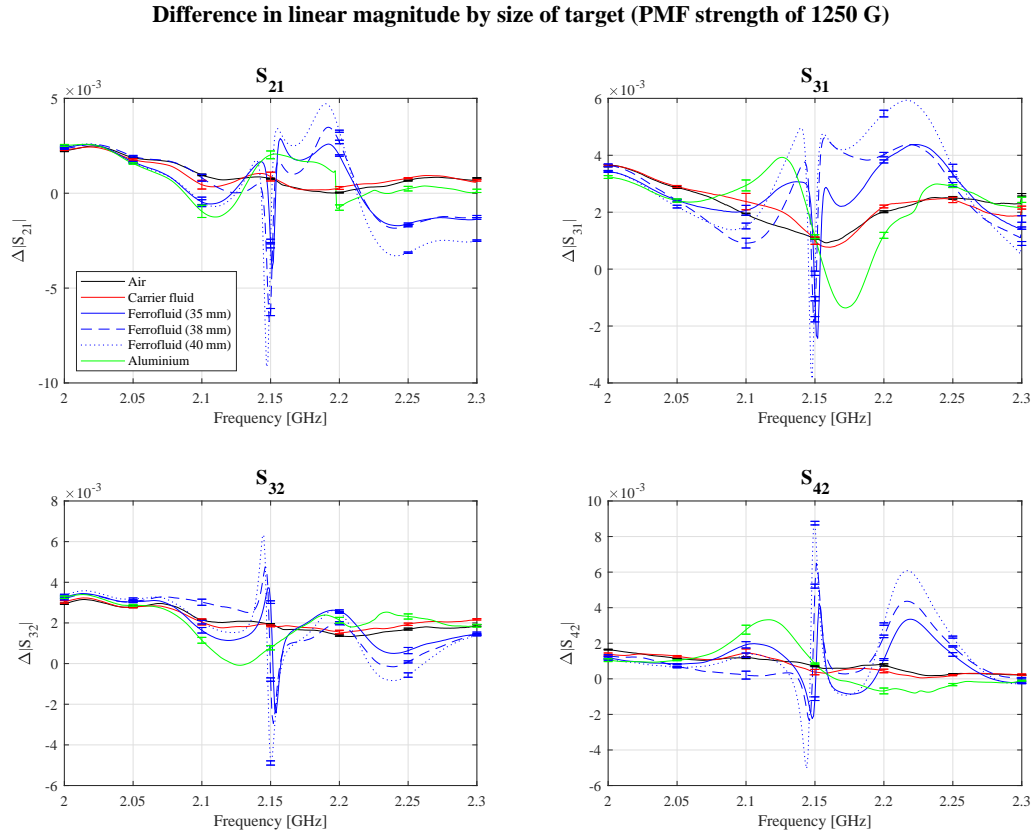 Difference in linear magnitude by size of target (PMF strength of 1250 G)
S21
×10-3
5
0
-5
-10
Δ|S21|
Air
Carrier fluid
Ferrofluid (35 mm)
Ferrofluid (38 mm)
Ferrofluid (40 mm)
Aluminium
2 2.05 2.1 2.15 2.2 2.25 2.3
Frequency [GHz]
S31
×10-3
6
4
2
0
-2
-4
Δ|S31|
2 2.05 2.1 2.15 2.2 2.25 2.3
Frequency [GHz]
S32
×10-3
8
6
4
2
0
-2
-4
-6
Δ|S32|
2 2.05 2.1 2.15 2.2 2.25 2.3
Frequency [GHz]
S42
×10-3
10
8
6
4
2
0
-2
-4
-6
Δ|S42|
2 2.05 2.1 2.15 2.2 2.25 2.3
Frequency [GHz]